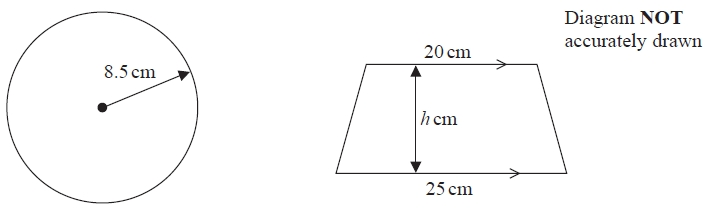 Diagram NOT
accurately drawn
8.5 cm
20 cm
h cm
25 cm